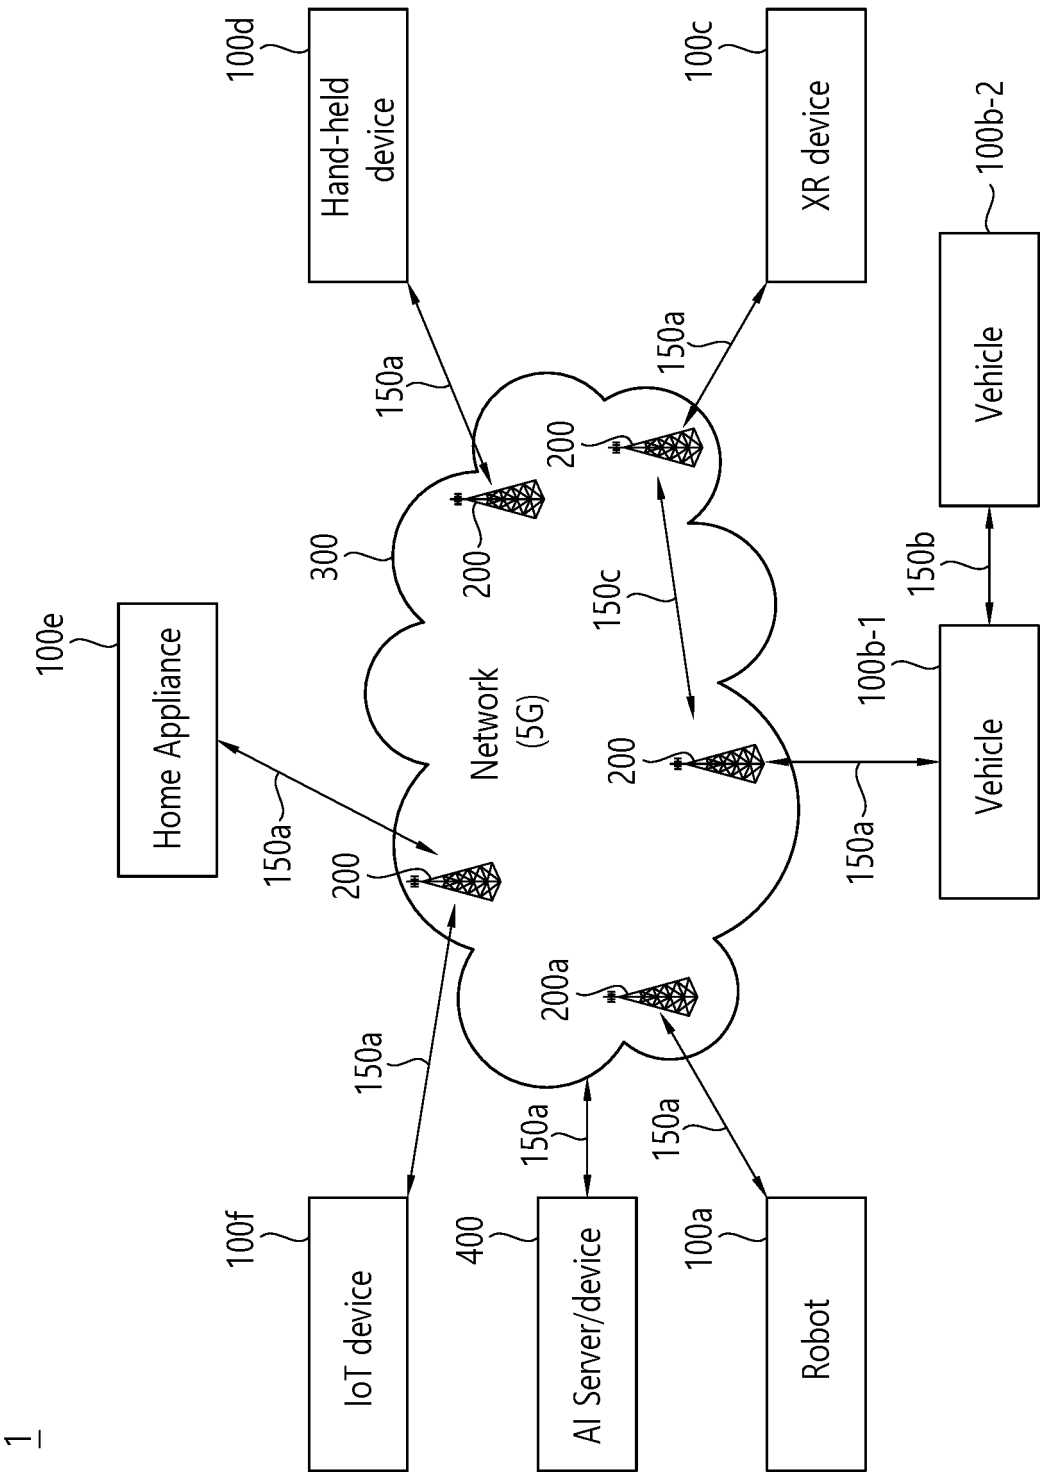 1
100e
Home Appliance
100f
100d
150a
300
Hand-held
device
200
IoT device
150a
150a
400
200
Network
(5G)
150a
200a
200
AI Server/device
150c
200
150a
150a
100a
100c
Robot
XR device
150a
100b-1
150b
Vehicle
Vehicle
100b-2